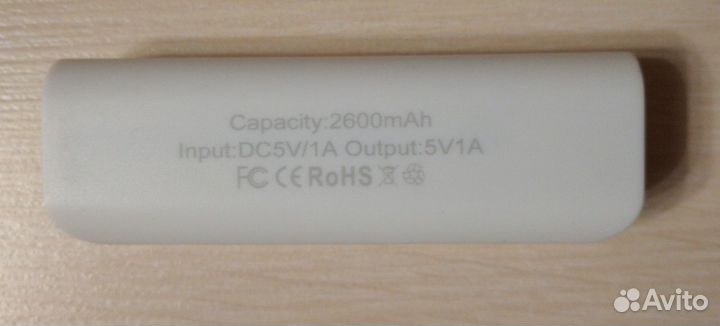 Capacity:2600mAh
Input:DC5V/1A Output:5V1A
FC CE RoHS
Avito